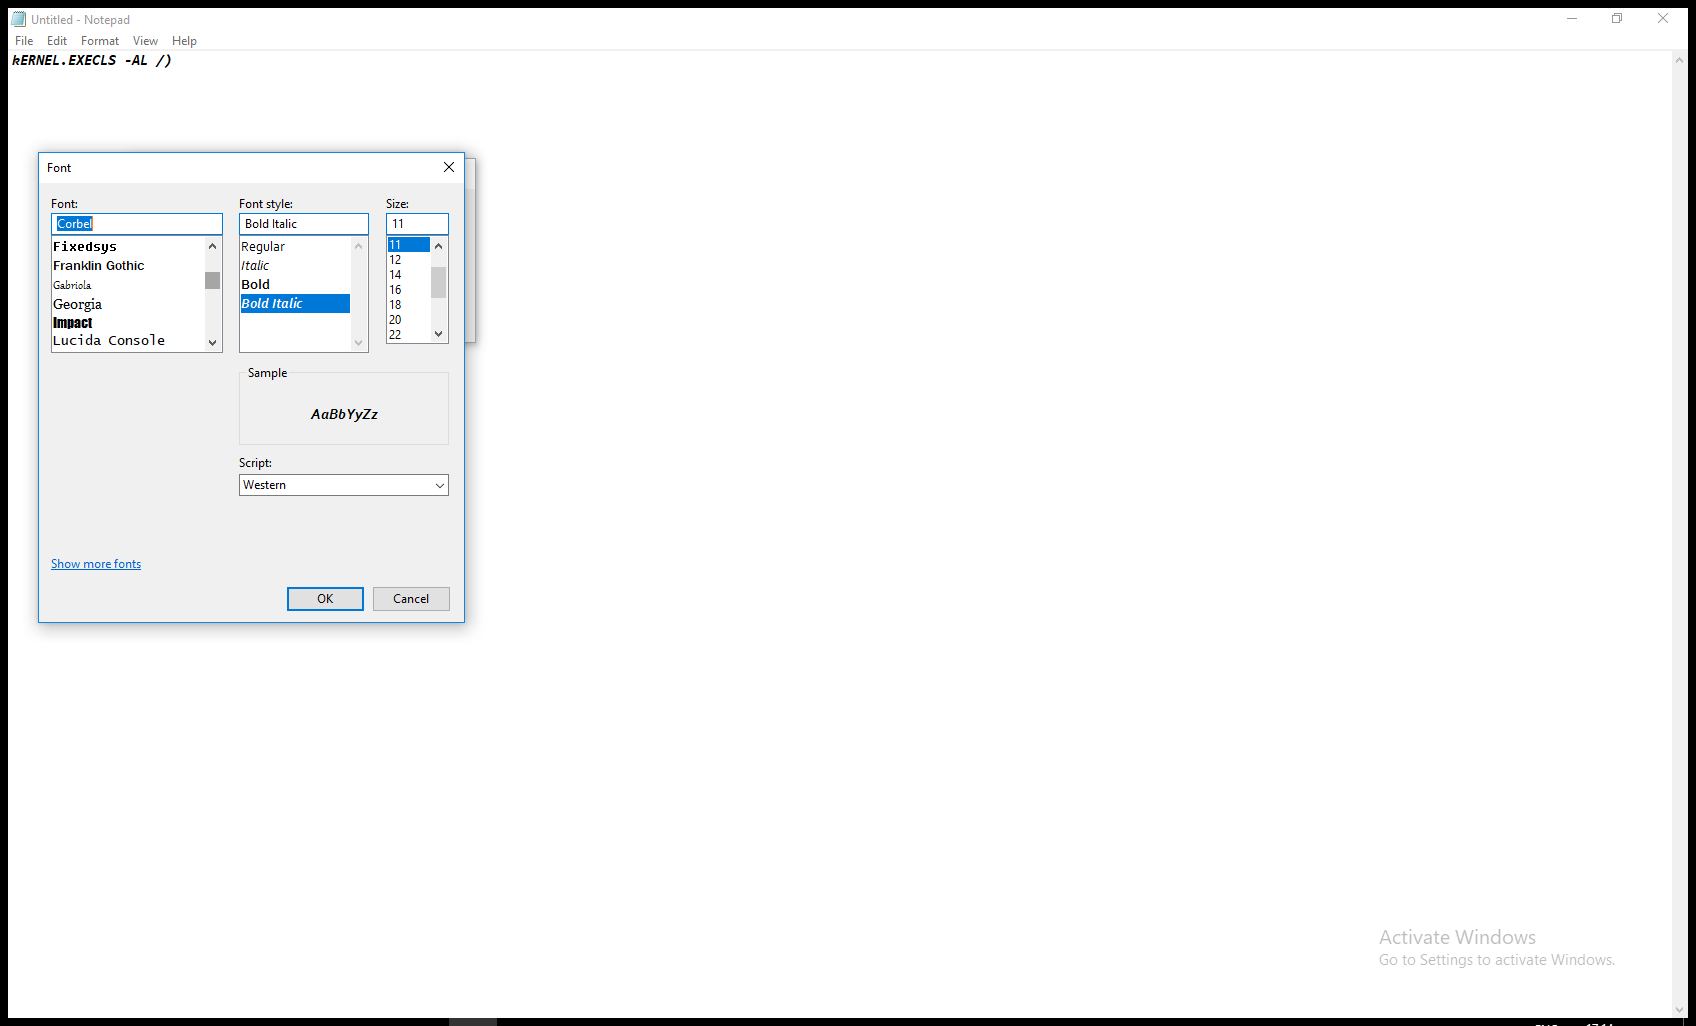 Untitled - Notepad
File Edit Format View Help
kERNEL.EXECLS -AL /)
Font
Font:
Corbel
Fixedsys
Franklin Gothic
Gabriola
Georgia
Impact
Lucida Console
Font style:
Bold Italic
Regular
Italic
Bold
Bold Italic
Size:
11
11
12
14
16
18
20
22
Sample
AaBbYyZz
Script:
Western
Show more fonts
OK
Cancel
Activate Windows
Go to Settings to activate Windows.